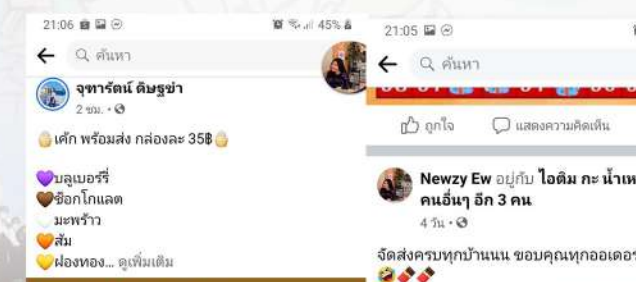 21:06
45%
ค้นหา
จุฑารัตน์ ดิษฐขำ
2 ชม.
เค้ก พร้อมส่ง กล่องละ 35฿
บลูเบอร์รี่
ช็อกโกแลต
มะพร้าว
ส้ม
ฝอยทอง... ดูเพิ่มเติม
21:05
ค้นหา
ถูกใจ
แสดงความคิดเห็น
Newzy Ew อยู่กับ ไอติม กะ น้ำเห
คนอื่นๆ อีก 3 คน
4 วัน
จัดส่งครบทุกบ้านนน ขอบคุณทุกออเดอร